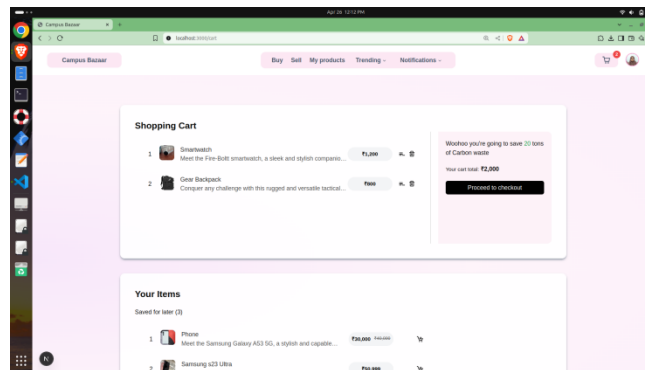 Apr 26 12:12 PM
Campus Bazaar
localhost:3000/cart
Campus Bazaar Buy Sell My products Trending Notifications
2
Shopping Cart
1 Smartwatch ₹1,200
Meet the Fire-Boltt smartwatch, a sleek and stylish companio...
2 Gear Backpack ₹800
Conquer any challenge with this rugged and versatile tactical...
Woohoo you're going to save 20 tons
of Carbon waste
Your cart total: ₹2,000
Proceed to checkout
Your Items
Saved for later (3)
1 Phone
Meet the Samsung Galaxy A53 5G, a stylish and capable... ₹30,000
2 Samsung s23 Ultra
N